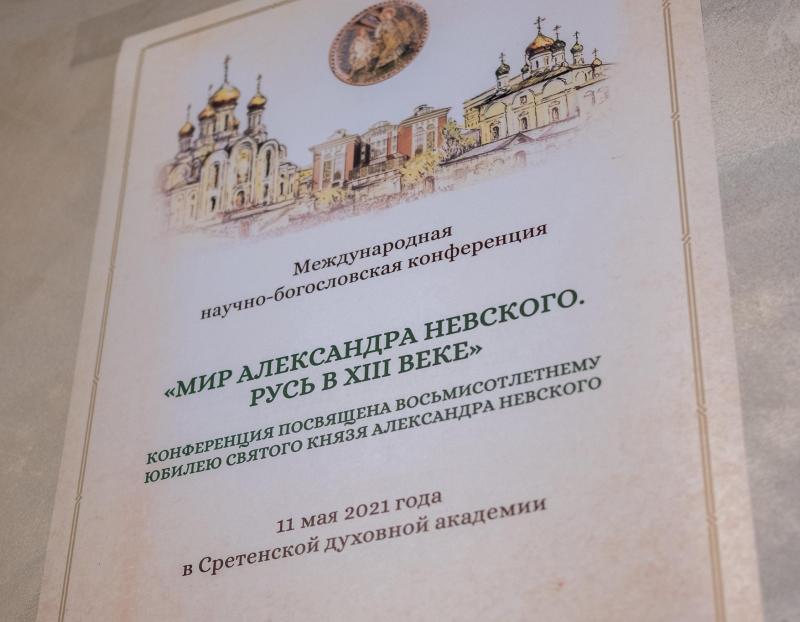 Международная
научно-богословская конференция
«МИР АЛЕКСАНДРА НЕВСКОГО.
РУСЬ В XIII ВЕКЕ»
КОНФЕРЕНЦИЯ ПОСВЯЩЕНА ВОСЬМИСОТЛЕТНЕМУ
ЮБИЛЕЮ СВЯТОГО КНЯЗЯ АЛЕКСАНДРА НЕВСКОГО
11 мая 2021 года
в Сретенской духовной академии